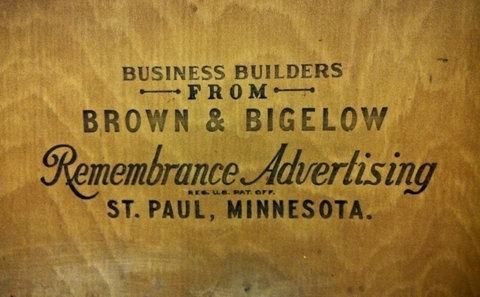 BUSINESS BUILDERS
FROM
BROWN & BIGELOW
Remembrance Advertising
REG. U.S. PAT. OFF.
ST. PAUL, MINNESOTA.